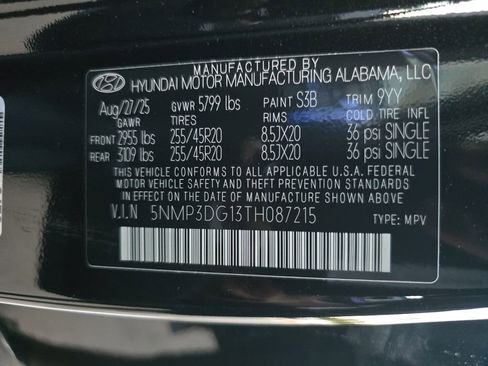 MANUFACTURED BY
HYUNDAI MOTOR MANUFACTURING ALABAMA, LLC
Aug/27/25 GVWR 5799 lbs PAINT S3B TRIM 9YY
GAWR TIRES RIMS COLD TIRE INFL
FRONT 2955 lbs 255/45R20 8.5JX20 36 psi SINGLE
REAR 3109 lbs 255/45R20 8.5JX20 36 psi SINGLE
THIS VEHICLE CONFORMS TO ALL APPLICABLE U.S.A. FEDERAL
MOTOR VEHICLE SAFETY AND THEFT PREVENTION STANDARDS
IN EFFECT ON THE DATE OF MANUFACTURE SHOWN ABOVE.
V.I.N 5NMP3DG13TH087215 TYPE: MPV